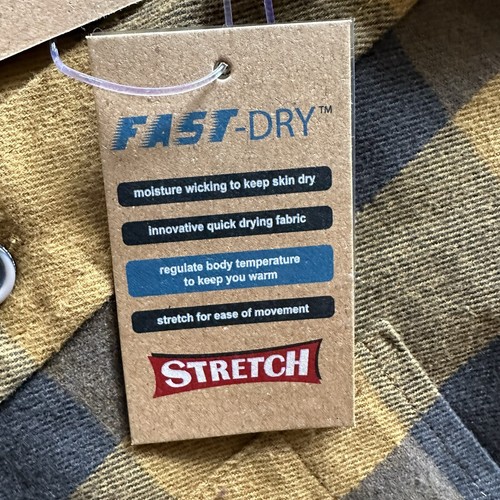 FAST-DRY™
moisture wicking to keep skin dry
innovative quick drying fabric
regulate body temperature
to keep you warm
stretch for ease of movement
STRETCH